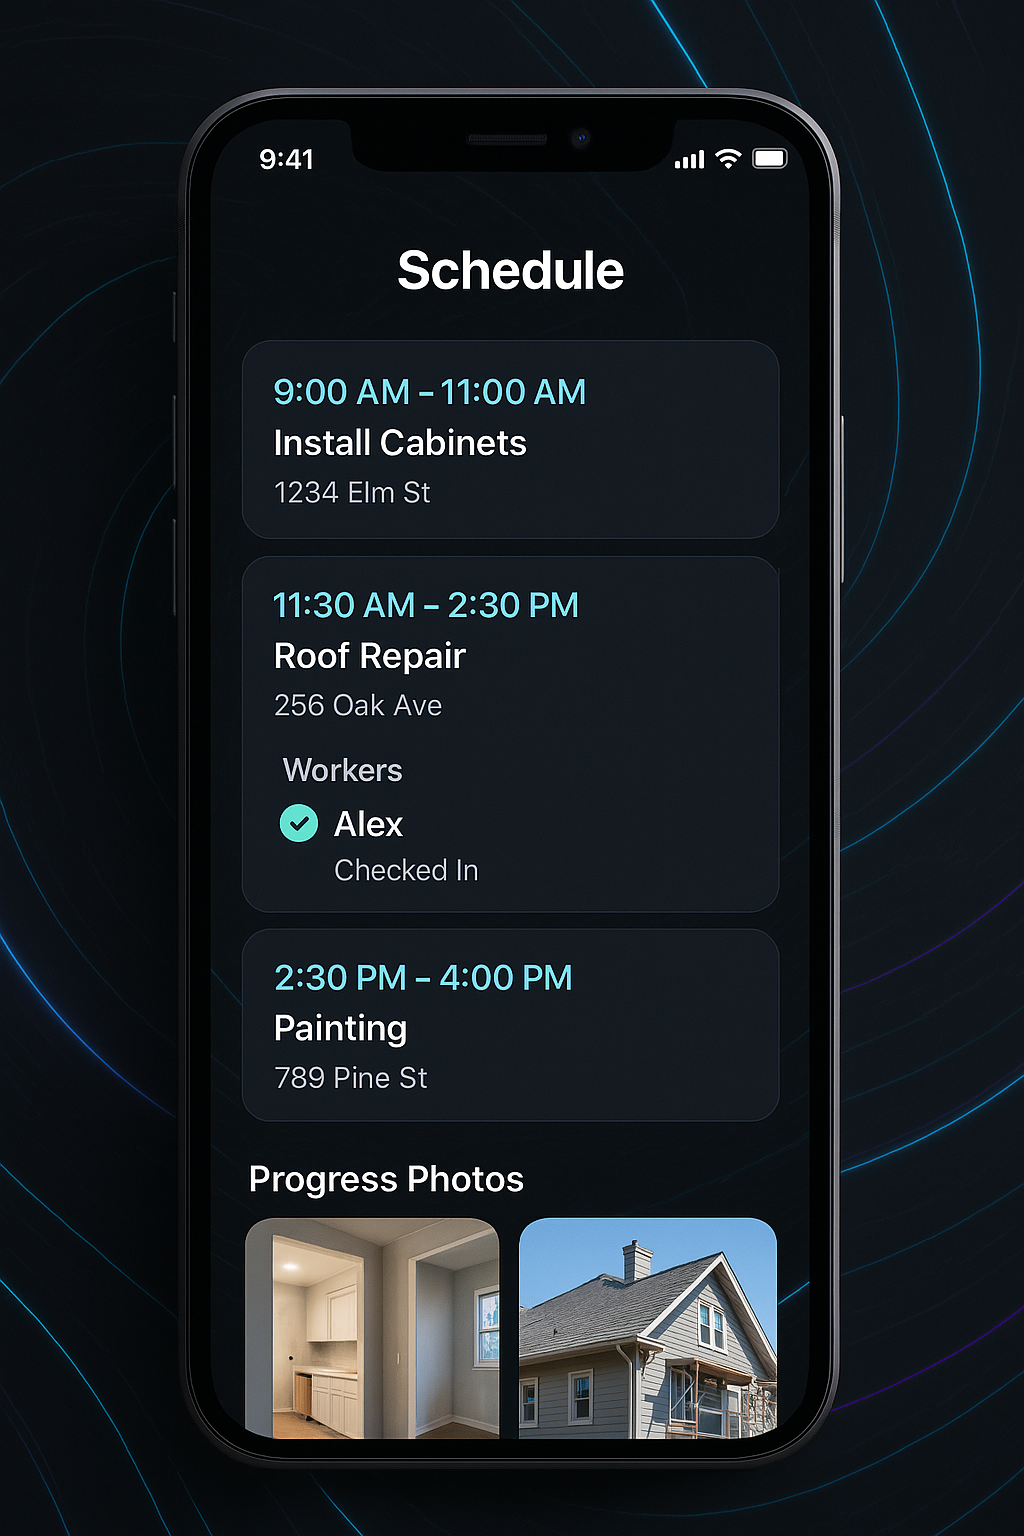 9:41
Schedule
9:00 AM – 11:00 AM
Install Cabinets
1234 Elm St
11:30 AM – 2:30 PM
Roof Repair
256 Oak Ave
Workers
Alex
Checked In
2:30 PM – 4:00 PM
Painting
789 Pine St
Progress Photos